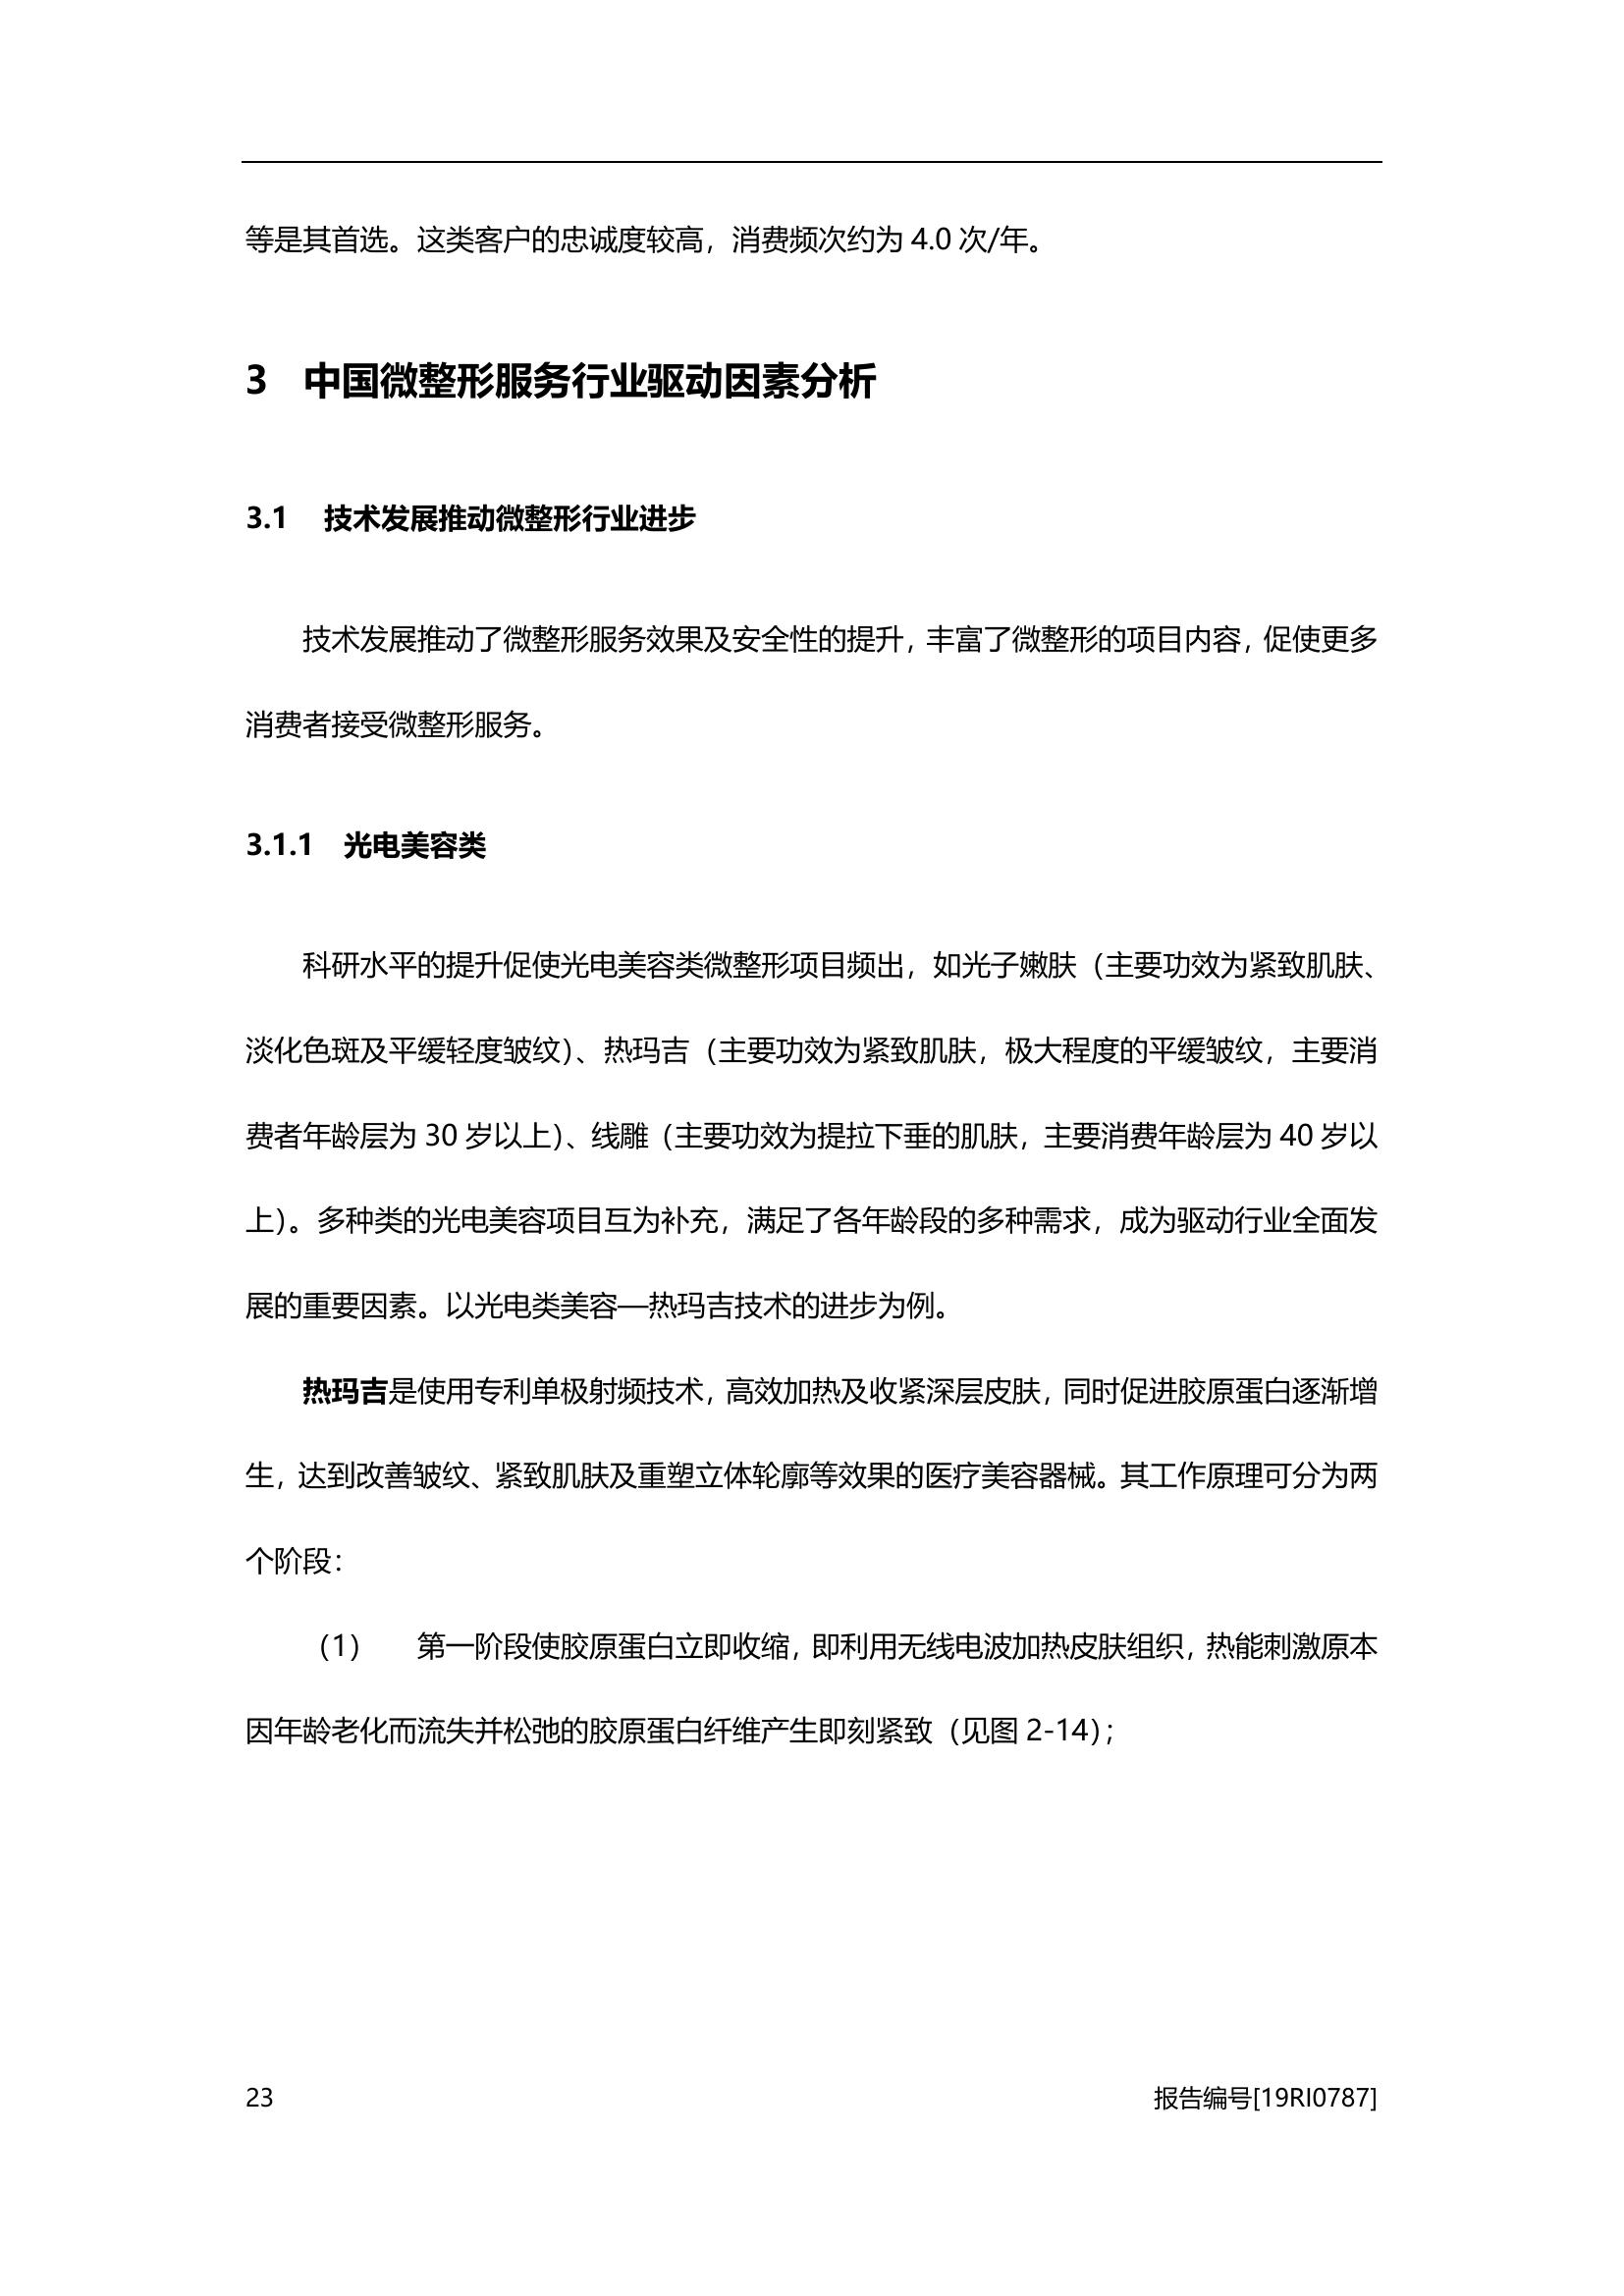 等是其首选。这类客户的忠诚度较高，消费频次约为 4.0 次/年。
3 中国微整形服务行业驱动因素分析
3.1 技术发展推动微整形行业进步
技术发展推动了微整形服务效果及安全性的提升，丰富了微整形的项目内容，促使更多
消费者接受微整形服务。
3.1.1 光电美容类
科研水平的提升促使光电美容类微整形项目频出，如光子嫩肤（主要功效为紧致肌肤、
淡化色斑及平缓轻度皱纹）、热玛吉（主要功效为紧致肌肤，极大程度的平缓皱纹，主要消
费者年龄层为 30 岁以上）、线雕（主要功效为提拉下垂的肌肤，主要消费年龄层为 40 岁以
上）。多种类的光电美容项目互为补充，满足了各年龄段的多种需求，成为驱动行业全面发
展的重要因素。以光电类美容—热玛吉技术的进步为例。
热玛吉是使用专利单极射频技术，高效加热及收紧深层皮肤，同时促进胶原蛋白逐渐增
生，达到改善皱纹、紧致肌肤及重塑立体轮廓等效果的医疗美容器械。其工作原理可分为两
个阶段：
（1） 第一阶段使胶原蛋白立即收缩，即利用无线电波加热皮肤组织，热能刺激原本
因年龄老化而流失并松弛的胶原蛋白纤维产生即刻紧致（见图 2-14）；
23 报告编号[19RI0787]